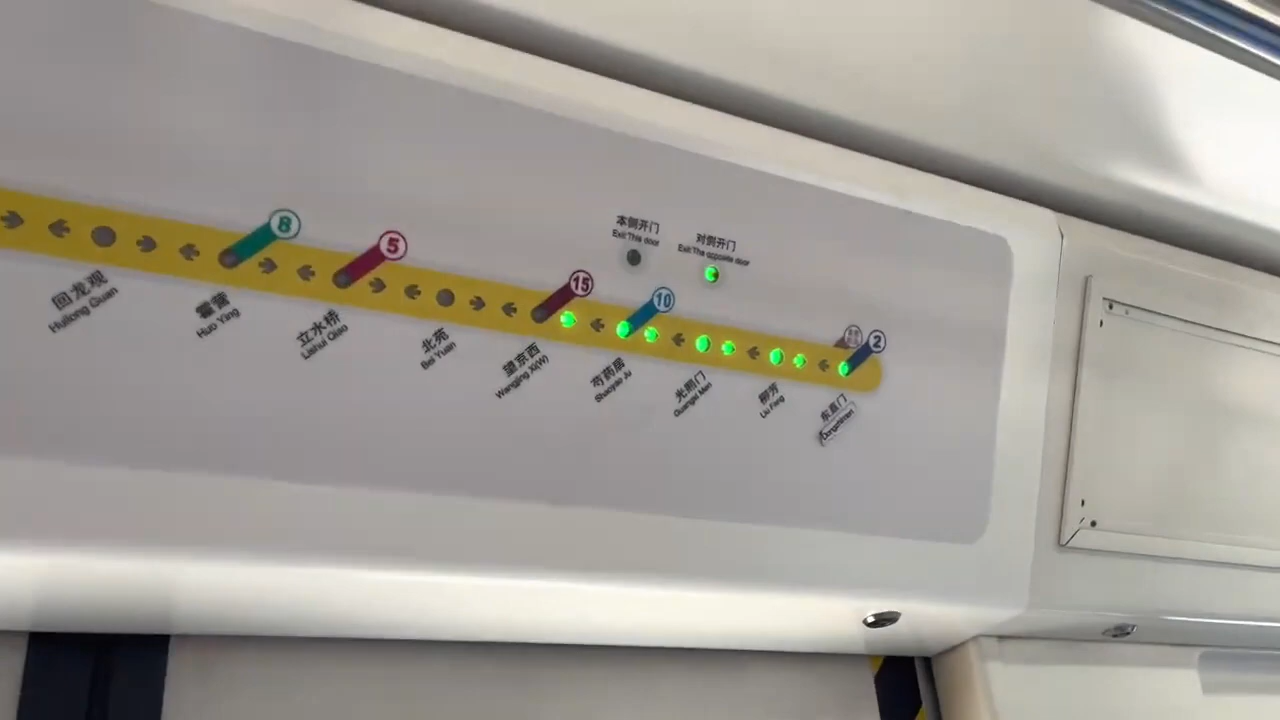 本侧开门
Exit:This door
对侧开门
Exit:The opposite door
8
5
15
10
2
回龙观
Huilong Guan
霍营
Huo Ying
立水桥
Lishui Qiao
北苑
Bei Yuan
望京西
Wangjing Xi(W)
芍药居
Shaoyao Ju
光熙门
Guangxi Men
柳芳
Liu Fang
东直门
Dongzhimen